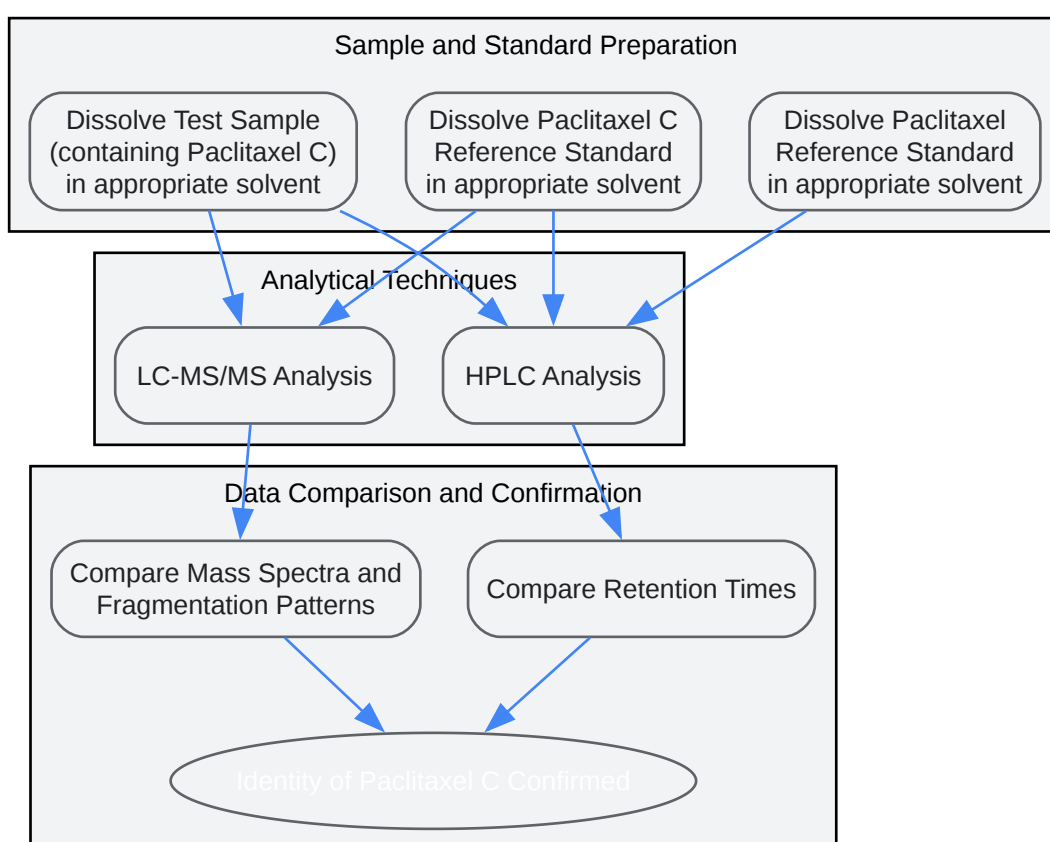 Sample and Standard Preparation
Dissolve Test Sample
(containing Paclitaxel C)
in appropriate solvent
Dissolve Paclitaxel C
Reference Standard
in appropriate solvent
Dissolve Paclitaxel
Reference Standard
in appropriate solvent
Analytical Techniques
LC-MS/MS Analysis
HPLC Analysis
Data Comparison and Confirmation
Compare Mass Spectra and
Fragmentation Patterns
Compare Retention Times
Identity of Paclitaxel C Confirmed